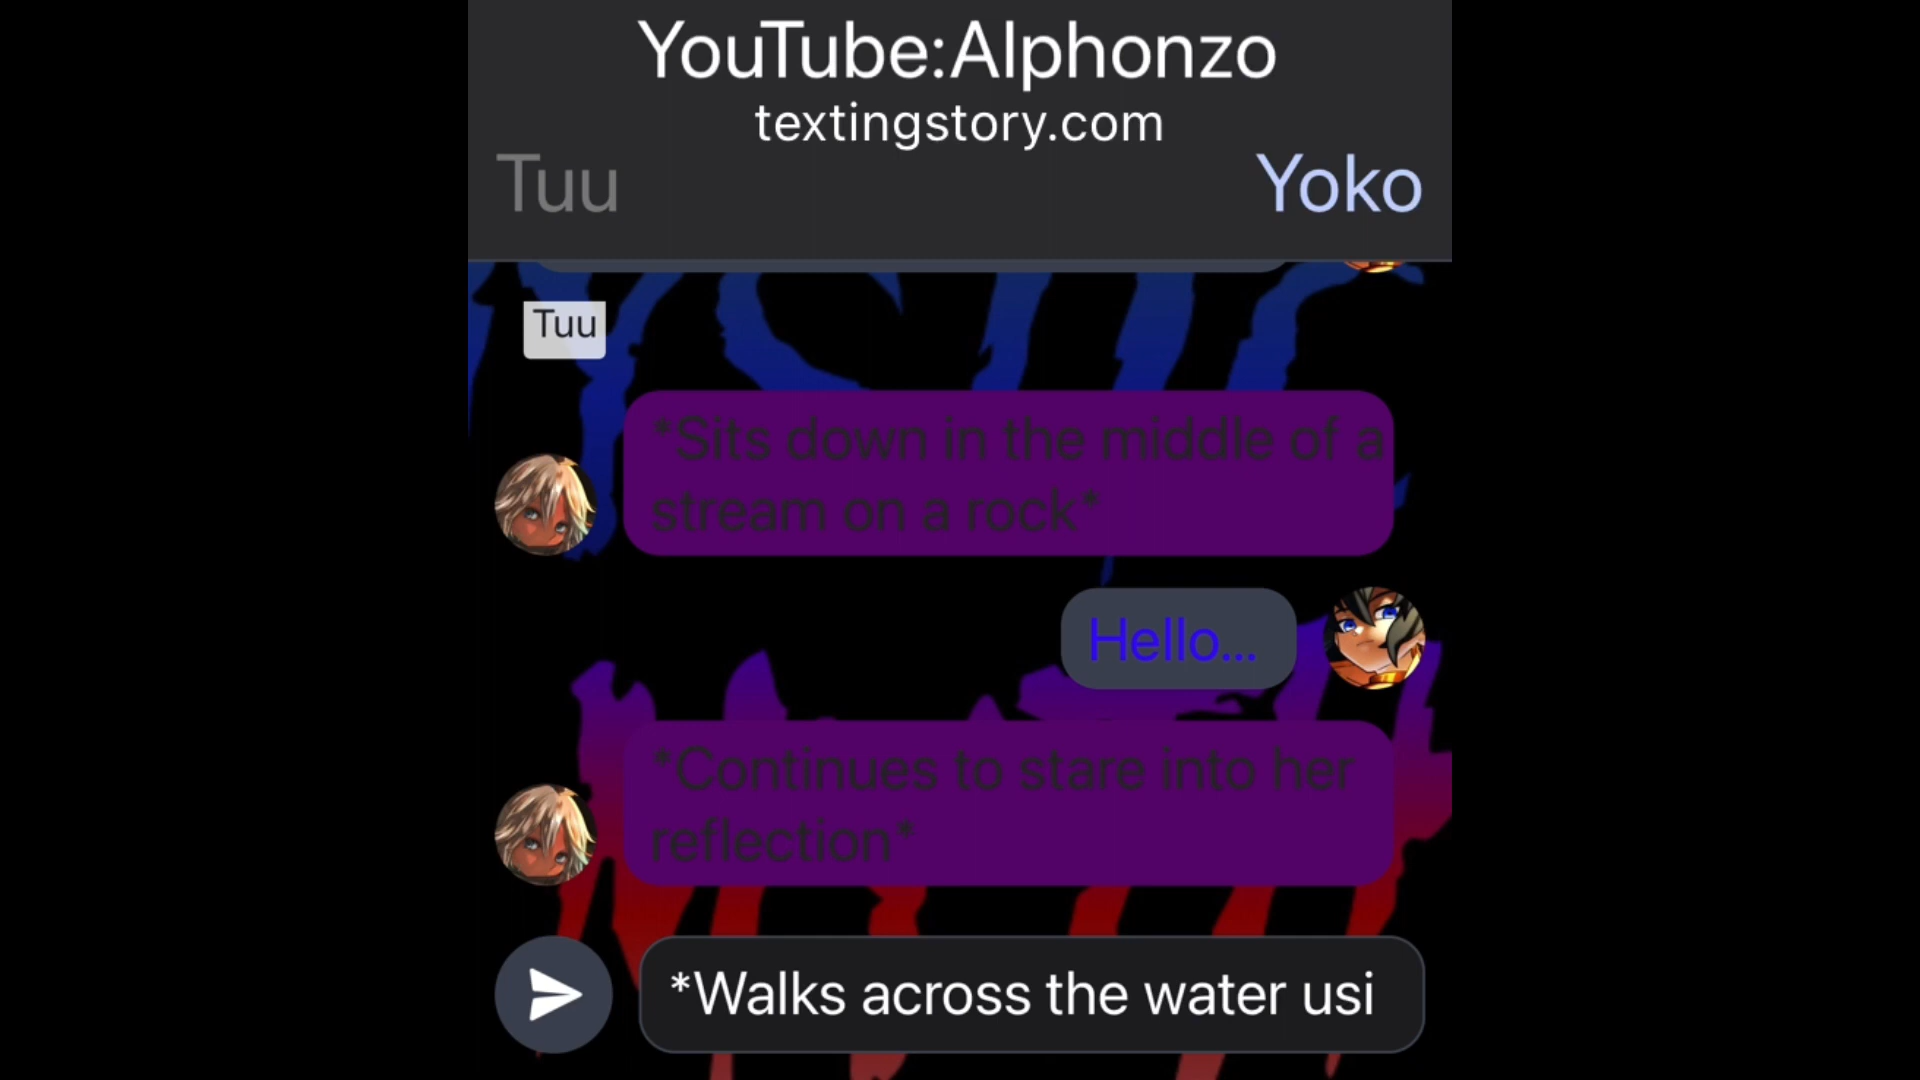 YouTube:Alphonzo
textingstory.com
Tuu
Yoko
Tuu
*Sits down in the middle of a
stream on a rock*
Hello...
*Continues to stare into her
reflection*
*Walks across the water usi